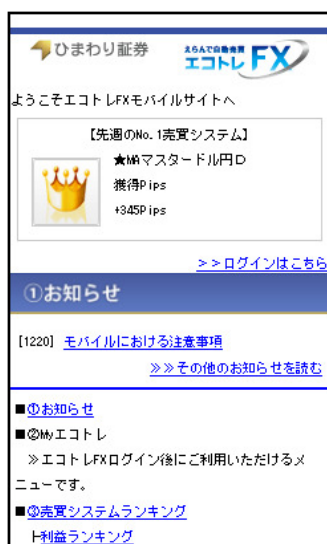 ひまわり証券
えらんで自動売買
エコトレFX
ようこそエコトレFXモバイルサイトへ
【先週のNo.1売買システム】
★MAマスタードル円D
獲得Pips
+345Pips
>>ログインはこちら
①お知らせ
[1220] モバイルにおける注意事項
≫≫その他のお知らせを読む
■①お知らせ
■②Myエコトレ
≫エコトレFXログイン後にご利用いただけるメ
ニューです。
■③売買システムランキング
├利益ランキング